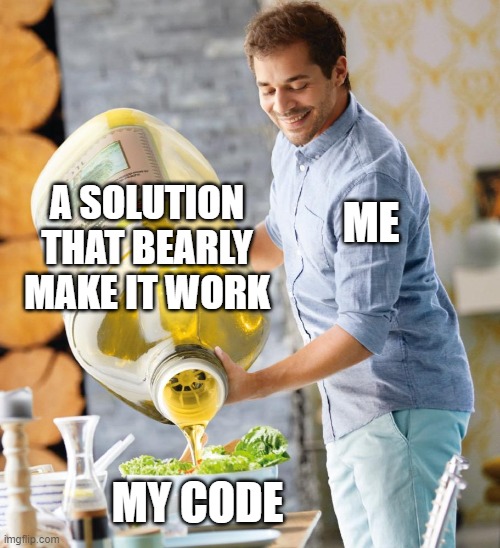 A SOLUTION
THAT BEARLY
MAKE IT WORK
ME
MY CODE
imgflip.com